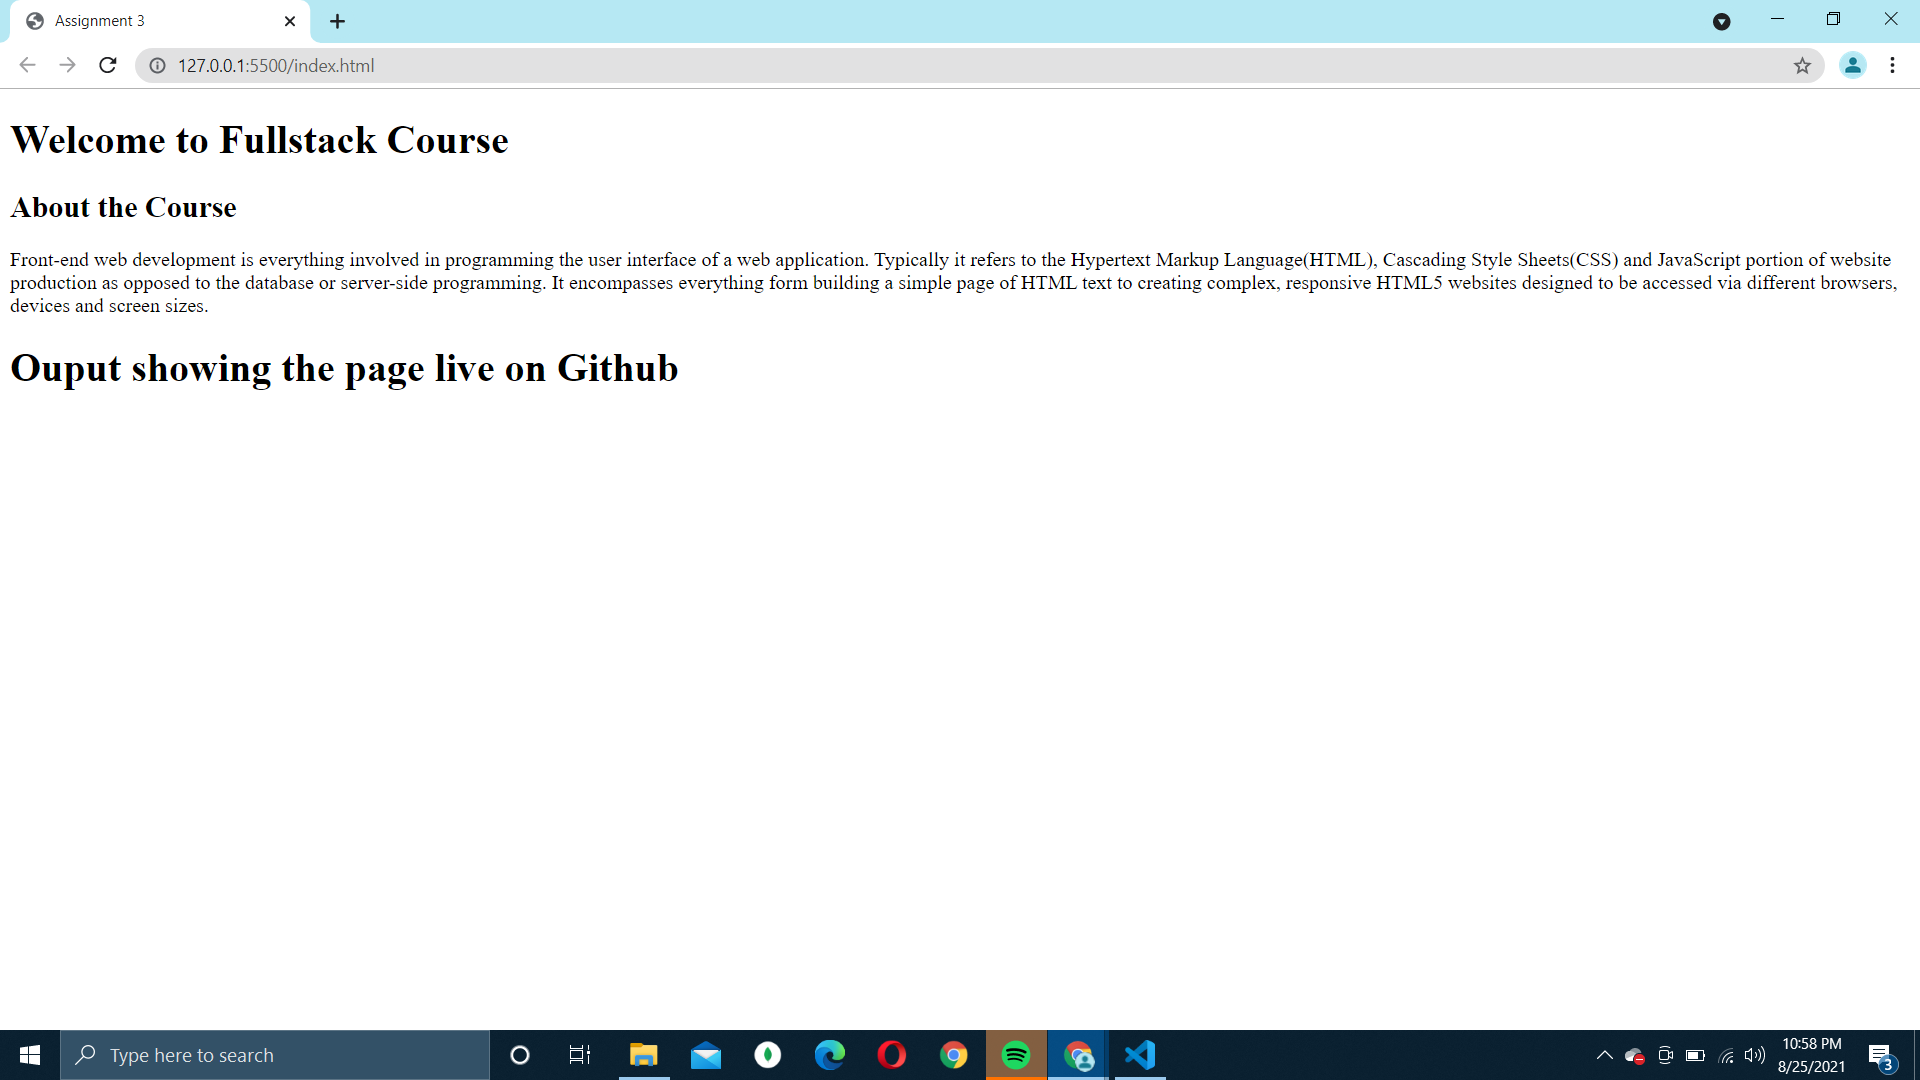 Assignment 3
127.0.0.1:5500/index.html
Welcome to Fullstack Course
About the Course
Front-end web development is everything involved in programming the user interface of a web application. Typically it refers to the Hypertext Markup Language(HTML), Cascading Style Sheets(CSS) and JavaScript portion of website
production as opposed to the database or server-side programming. It encompasses everything form building a simple page of HTML text to creating complex, responsive HTML5 websites designed to be accessed via different browsers,
devices and screen sizes.
Ouput showing the page live on Github
Type here to search
10:58 PM
8/25/2021
3